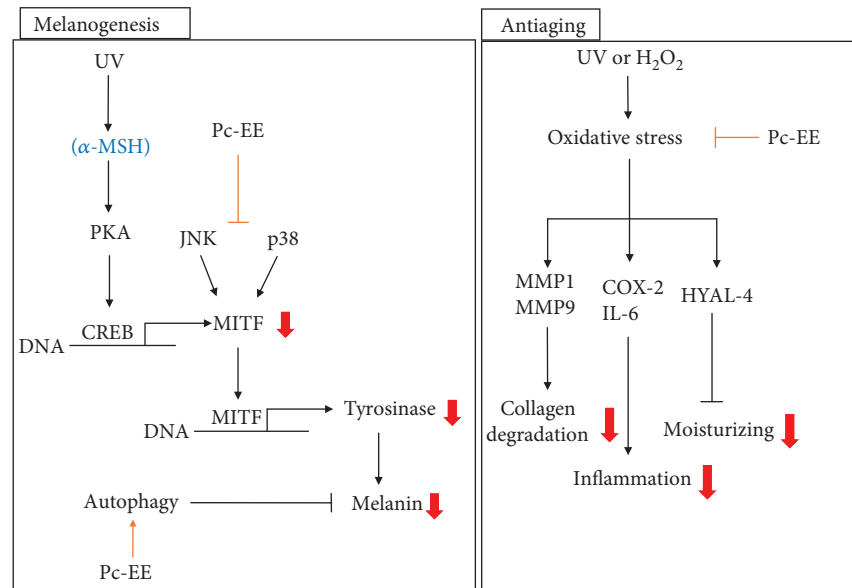 Melanogenesis
UV
(α-MSH)
Pc-EE
PKA
JNK
p38
DNA
CREB
MITF
DNA
MITF
Tyrosinase
Autophagy
Melanin
Pc-EE
Antiaging
UV or H₂O₂
Oxidative stress
Pc-EE
MMP1
MMP9
COX-2
IL-6
HYAL-4
Collagen
degradation
Moisturizing
Inflammation